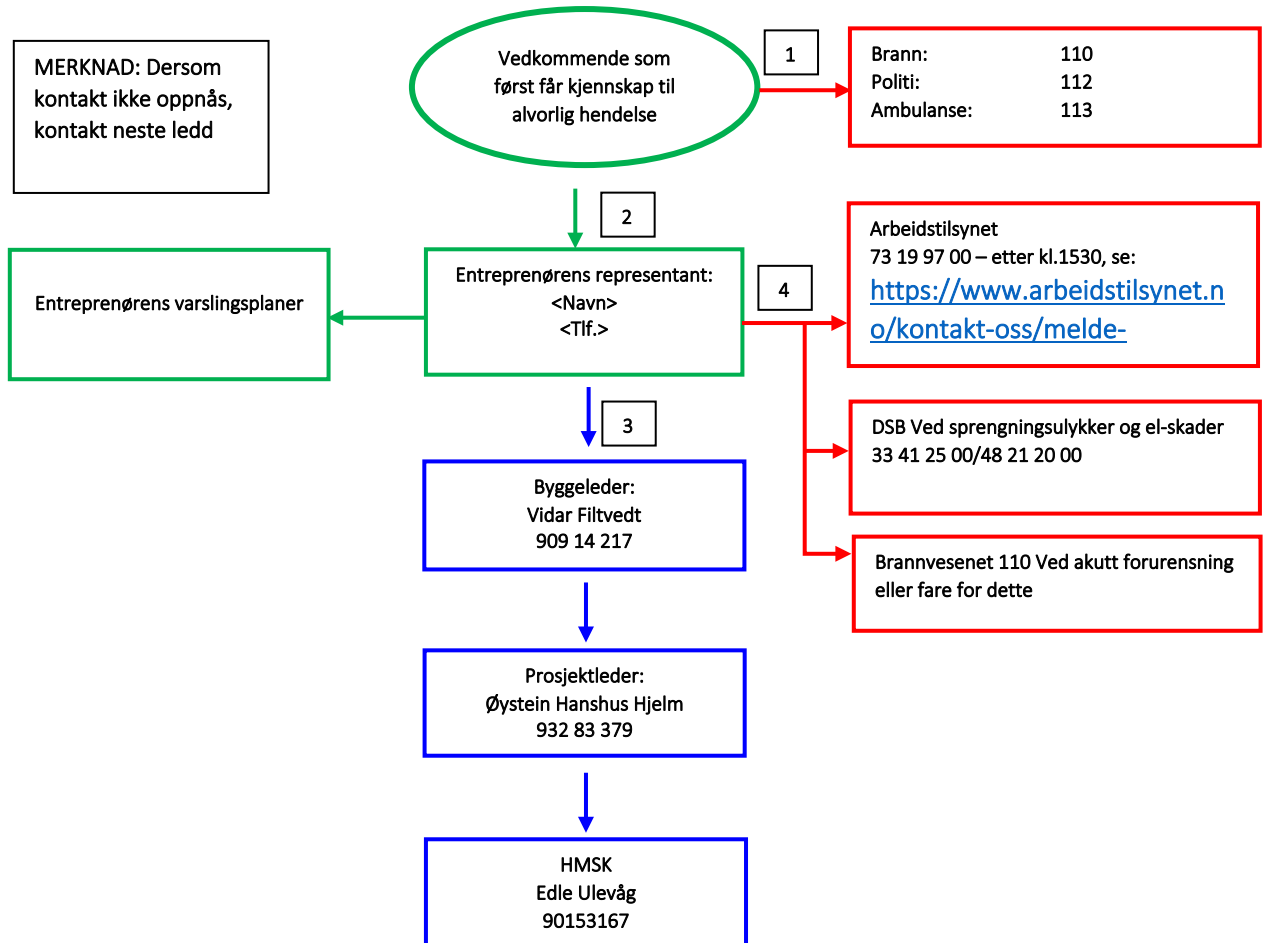 MERKNAD: Dersom
kontakt ikke oppnås,
kontakt neste ledd
Vedkommende som
først får kjennskap til
alvorlig hendelse
1
Brann: 110
Politi: 112
Ambulanse: 113
2
Entreprenørens varslingsplaner
Entreprenørens representant:
<Navn>
<Tlf.>
4
Arbeidstilsynet
73 19 97 00 – etter kl.1530, se:
https://www.arbeidstilsynet.n
o/kontakt-oss/melde-
3
DSB Ved sprengningsulykker og el-skader
33 41 25 00/48 21 20 00
Byggeleder:
Vidar Filtvedt
909 14 217
Brannvesenet 110 Ved akutt forurensning
eller fare for dette
Prosjektleder:
Øystein Hanshus Hjelm
932 83 379
HMSK
Edle Ulevåg
90153167